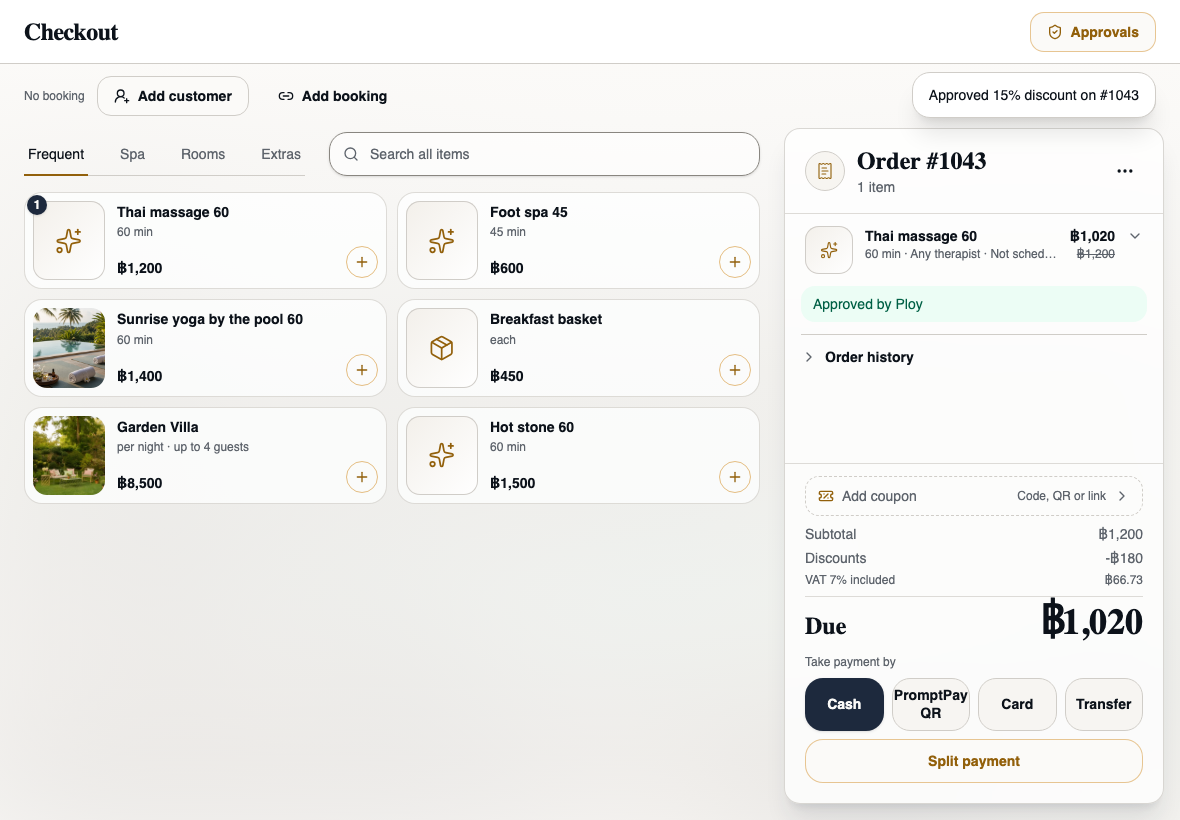 Checkout
Approvals
No booking
Add customer
Add booking
Approved 15% discount on #1043
Frequent
Spa
Rooms
Extras
Search all items
1
Thai massage 60
60 min
฿1,200
Foot spa 45
45 min
฿600
Sunrise yoga by the pool 60
60 min
฿1,400
Breakfast basket
each
฿450
Garden Villa
per night · up to 4 guests
฿8,500
Hot stone 60
60 min
฿1,500
Order #1043
1 item
Thai massage 60
฿1,020
60 min · Any therapist · Not sched…
฿1,200
Approved by Ploy
Order history
Add coupon
Code, QR or link
Subtotal
฿1,200
Discounts
-฿180
VAT 7% included
฿66.73
Due
฿1,020
Take payment by
Cash
PromptPay
QR
Card
Transfer
Split payment